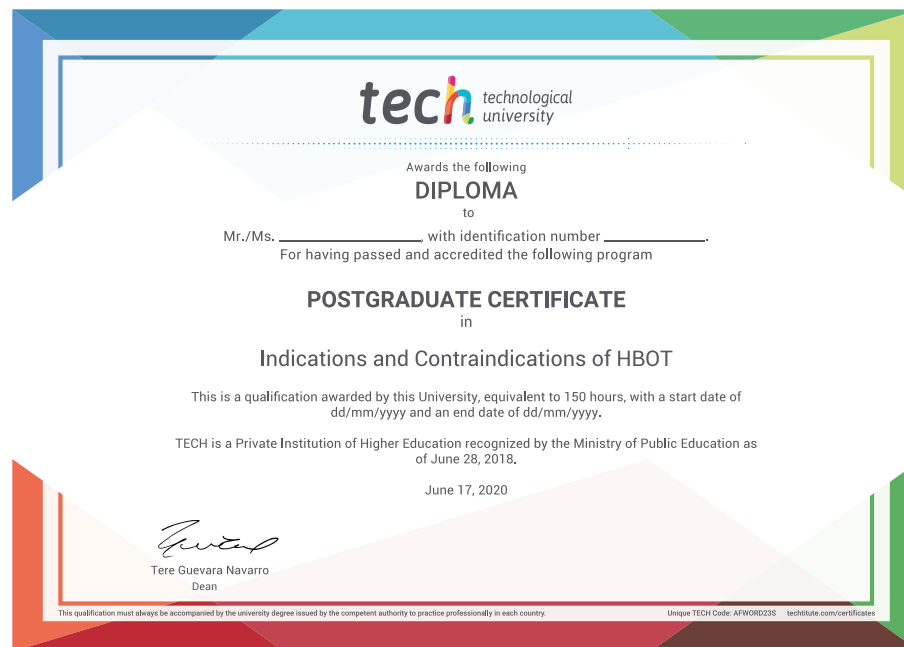 tech technological
university
Awards the following
DIPLOMA
to
Mr./Ms. ____________, with identification number ____________.
For having passed and accredited the following program
POSTGRADUATE CERTIFICATE
in
Indications and Contraindications of HBOT
This is a qualification awarded by this University, equivalent to 150 hours, with a start date of
dd/mm/yyyy and an end date of dd/mm/yyyy.
TECH is a Private Institution of Higher Education recognized by the Ministry of Public Education as
of June 28, 2018.
June 17, 2020
Tere Guevara Navarro
Dean
This qualification must always be accompanied by the university degree issued by the competent authority to practice professionally in each country. Unique TECH Code: AFWORD23S techtitute.com/certificates